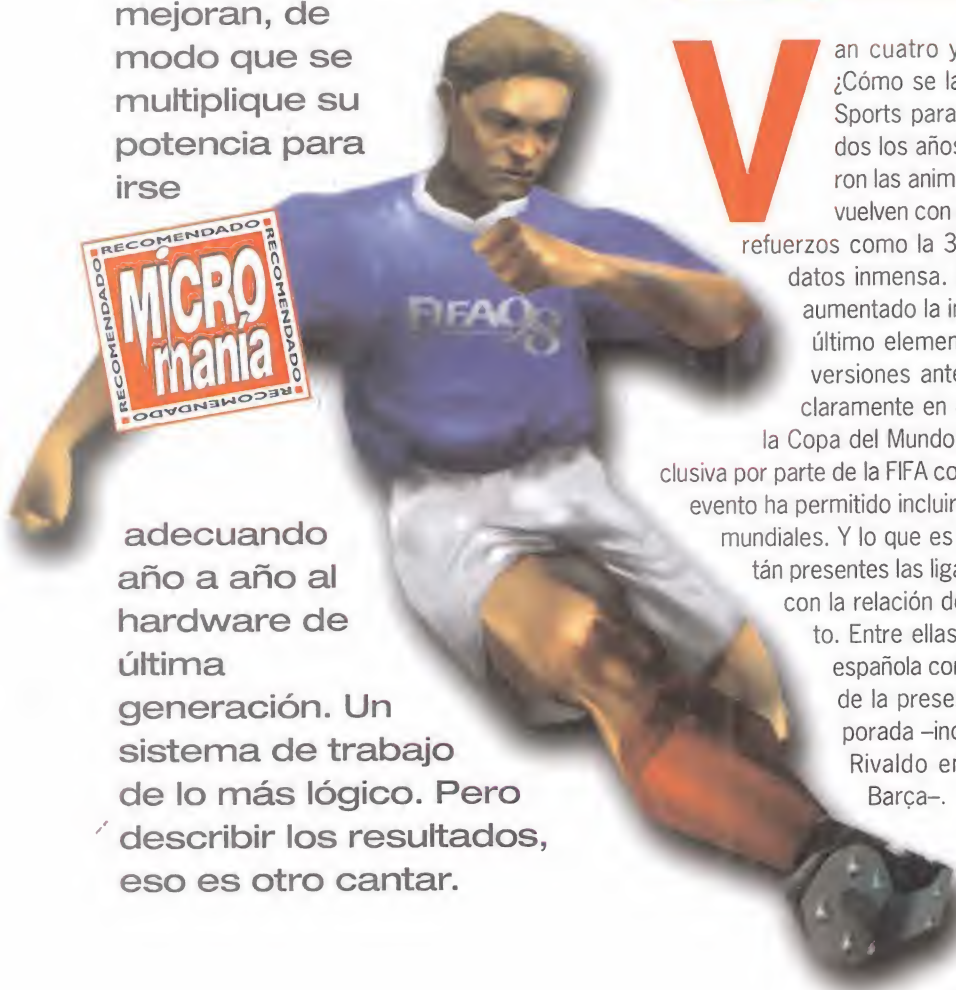 mejoran, de
modo que se
multiplique su
potencia para
irse
RECOMENDADO
RECOMENDADO
RECOMENDADO
RECOMENDADO
MICRO
manía
FIFA98
adecuando
año a año al
hardware de
última
generación. Un
sistema de trabajo
de lo más lógico. Pero
describir los resultados,
eso es otro cantar.
Van cuatro y
¿Cómo se la
Sports para
dos los años
ron las anim
vuelven con
refuerzos como la 3
datos inmensa.
aumentado la i
último elemen
versiones ante
claramente en
la Copa del Mundo
clusiva por parte de la FIFA co
evento ha permitido incluir
mundiales. Y lo que es
tán presentes las liga
con la relación de
to. Entre ellas
española con
de la prese
porada –inc
Rivaldo en
Barça–.